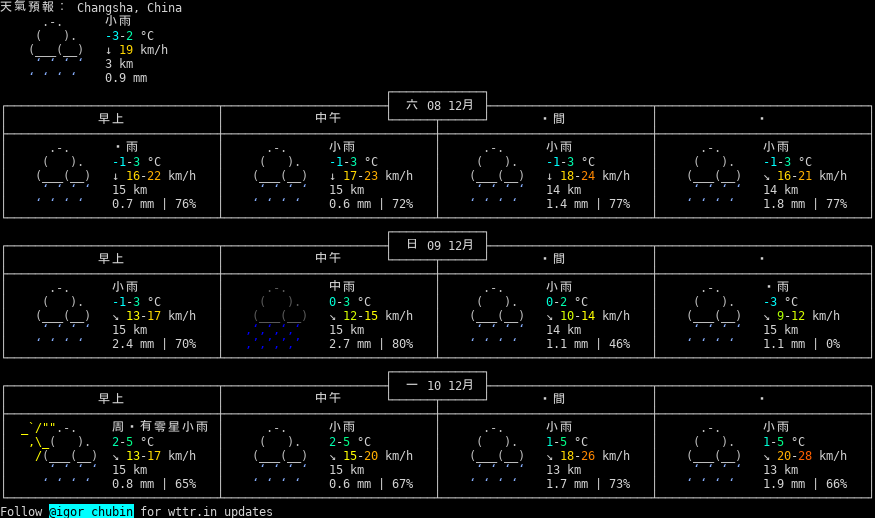 天氣預報： Changsha, China
小雨
-3-2 °C
↓ 19 km/h
3 km
0.9 mm
六 08 12月
早上 中午 ・間 ・
・雨 小雨 小雨 小雨
-1-3 °C -1-3 °C -1-3 °C -1-3 °C
↓ 16-22 km/h ↓ 17-23 km/h ↓ 18-24 km/h ↘ 16-21 km/h
15 km 15 km 14 km 14 km
0.7 mm | 76% 0.6 mm | 72% 1.4 mm | 77% 1.8 mm | 77%
日 09 12月
早上 中午 ・間 ・
小雨 中雨 小雨 ・雨
-1-3 °C 0-3 °C 0-2 °C -3 °C
↘ 13-17 km/h ↘ 12-15 km/h ↘ 10-14 km/h ↘ 9-12 km/h
15 km 15 km 14 km 15 km
2.4 mm | 70% 2.7 mm | 80% 1.1 mm | 46% 1.1 mm | 0%
一 10 12月
早上 中午 ・間 ・
周・有零星小雨 小雨 小雨 小雨
2-5 °C 2-5 °C 1-5 °C 1-5 °C
↘ 13-17 km/h ↘ 15-20 km/h ↘ 18-26 km/h ↘ 20-28 km/h
15 km 15 km 13 km 13 km
0.8 mm | 65% 0.6 mm | 67% 1.7 mm | 73% 1.9 mm | 66%
Follow @igor_chubin for wttr.in updates